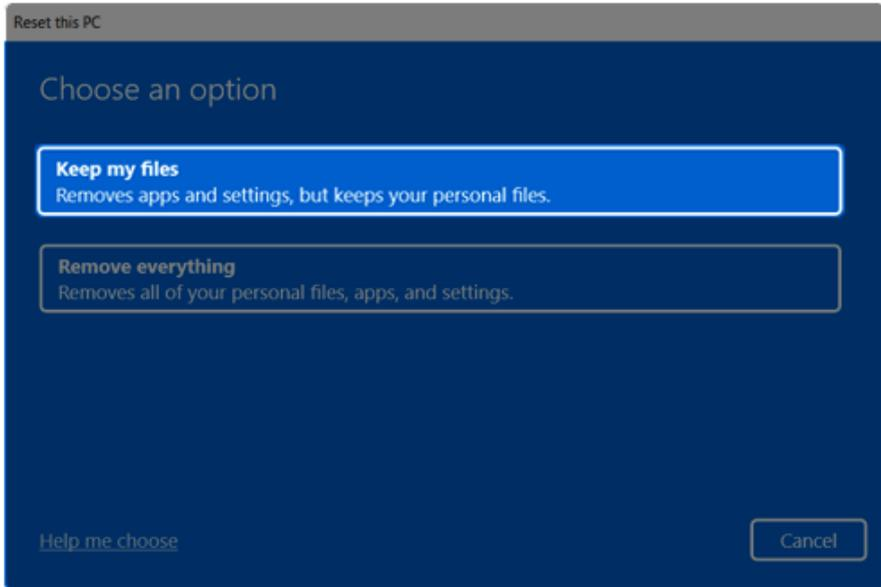 Reset this PC
Choose an option
Keep my files
Removes apps and settings, but keeps your personal files.
Remove everything
Removes all of your personal files, apps, and settings.
Help me choose
Cancel